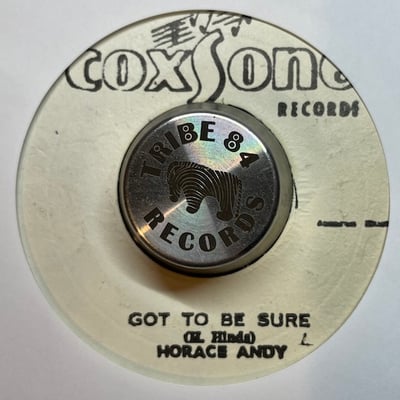 coxsone
RECORDS
TRIBE 84
RECORDS
GOT TO BE SURE
(H. Hinds)
HORACE ANDY